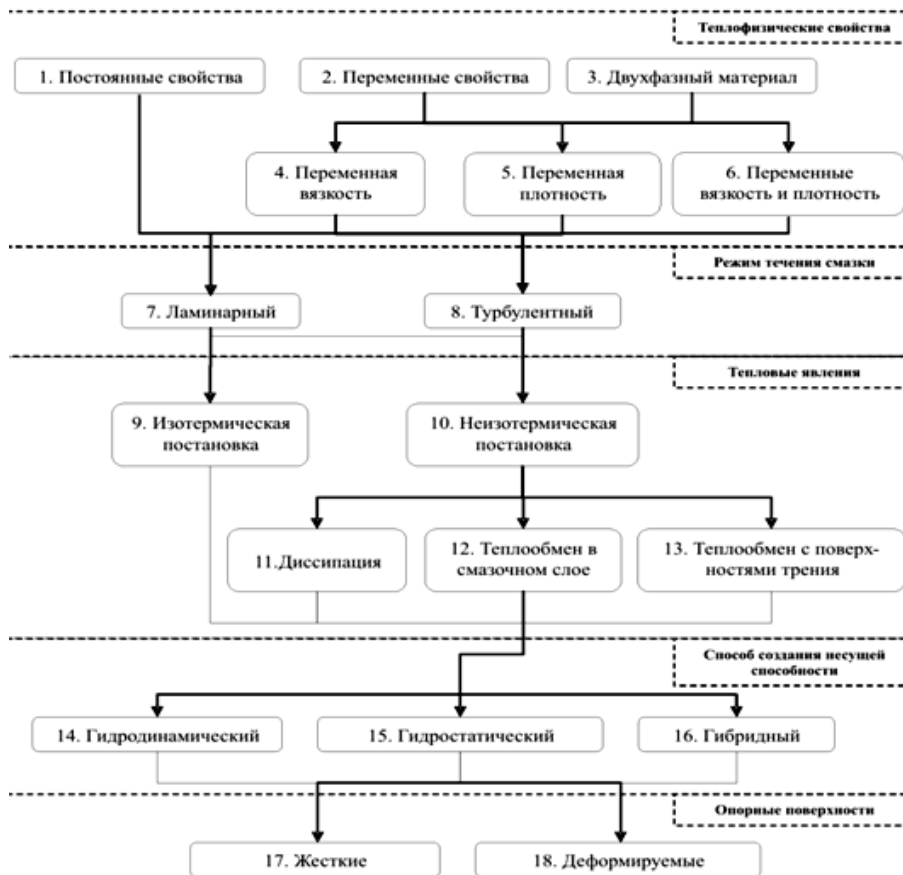 Теплофизические свойства
1. Постоянные свойства
2. Переменные свойства
3. Двухфазный материал
4. Переменная
вязкость
5. Переменная
плотность
6. Переменные
вязкость и плотность
Режим течения смазки
7. Ламинарный
8. Турбулентный
Тепловые явления
9. Изотермическая
постановка
10. Неизотермическая
постановка
11.Диссипация
12. Теплообмен в
смазочном слое
13. Теплообмен с поверх-
ностями трения
Способ создания несущей
способности
14. Гидродинамический
15. Гидростатический
16. Гибридный
Опорные поверхности
17. Жесткие
18. Деформируемые